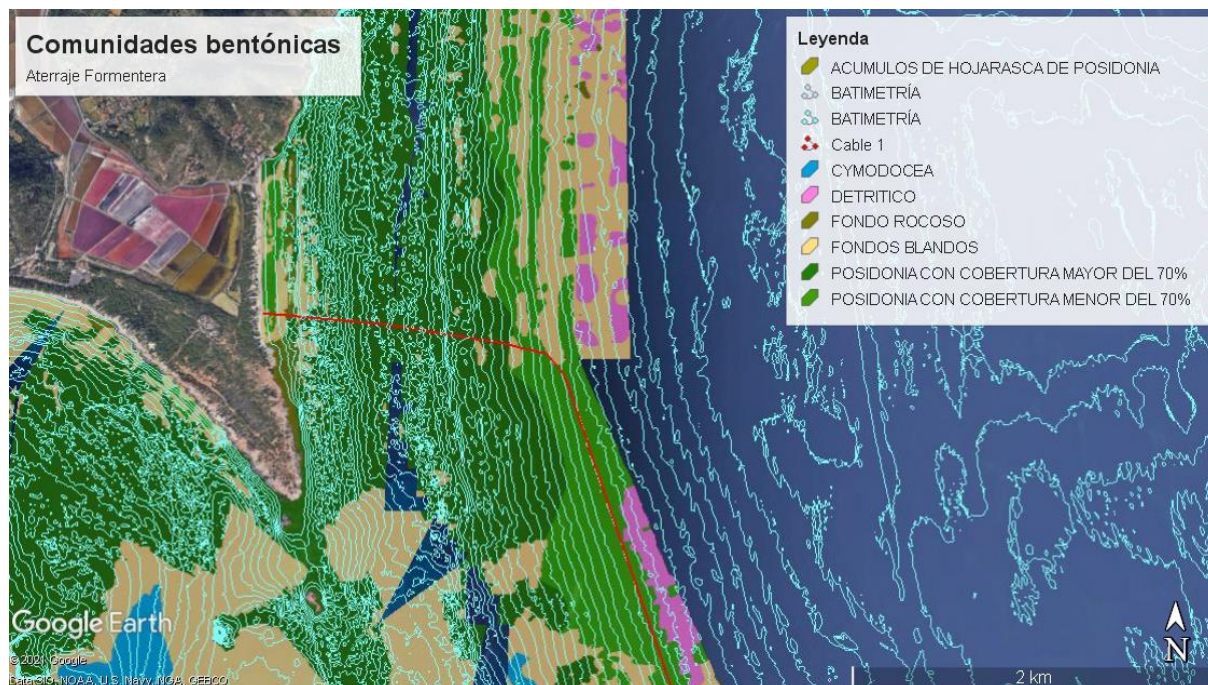 Comunidades bentónicas
Aterraje Formentera
Leyenda
ACUMULOS DE HOJARASCA DE POSIDONIA
BATIMETRÍA
BATIMETRÍA
Cable 1
CYMODOCEA
DETRITICO
FONDO ROCOSO
FONDOS BLANDOS
POSIDONIA CON COBERTURA MAYOR DEL 70%
POSIDONIA CON COBERTURA MENOR DEL 70%
Google Earth
© 2021 Google
Data SIO, NOAA, U.S. Navy, NGA, GEBCO
N
2 km